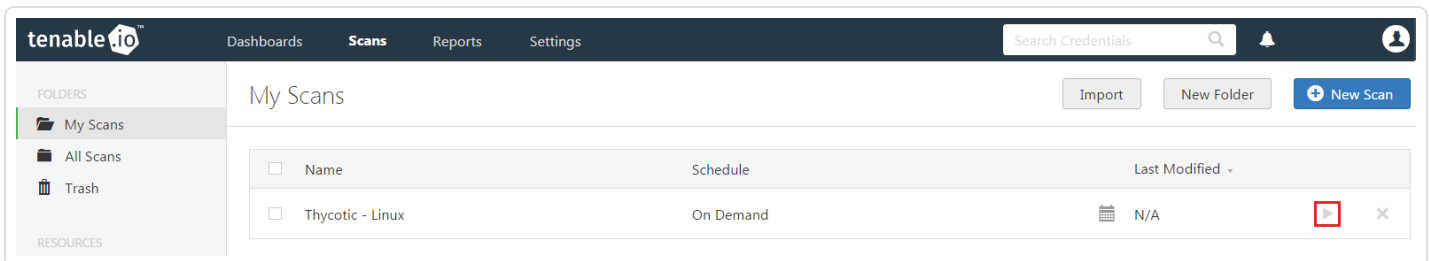 tenable.io™ Dashboards Scans Reports Settings Search Credentials
FOLDERS
My Scans
All Scans
Trash
RESOURCES
My Scans Import New Folder New Scan
Name Schedule Last Modified
Thycotic - Linux On Demand N/A